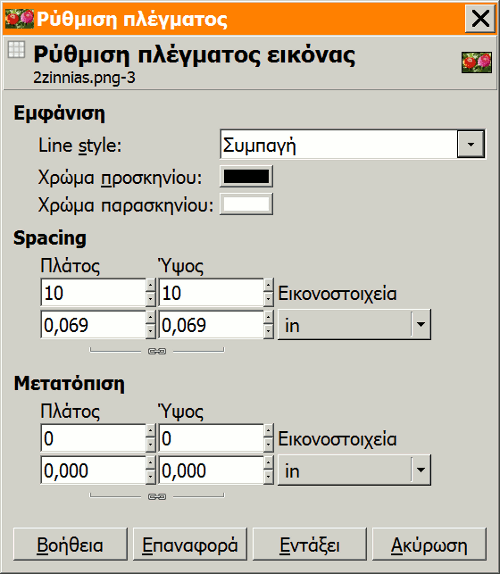 Ρύθμιση πλέγματος
Ρύθμιση πλέγματος εικόνας
2zinnias.png-3
Εμφάνιση
Line style: Συμπαγή
Χρώμα προσκηνίου:
Χρώμα παρασκηνίου:
Spacing
Πλάτος Ύψος
10 10 Εικονοστοιχεία
0,069 0,069 in
Μετατόπιση
Πλάτος Ύψος
0 0 Εικονοστοιχεία
0,000 0,000 in
Βοήθεια Επαναφορά Εντάξει Ακύρωση